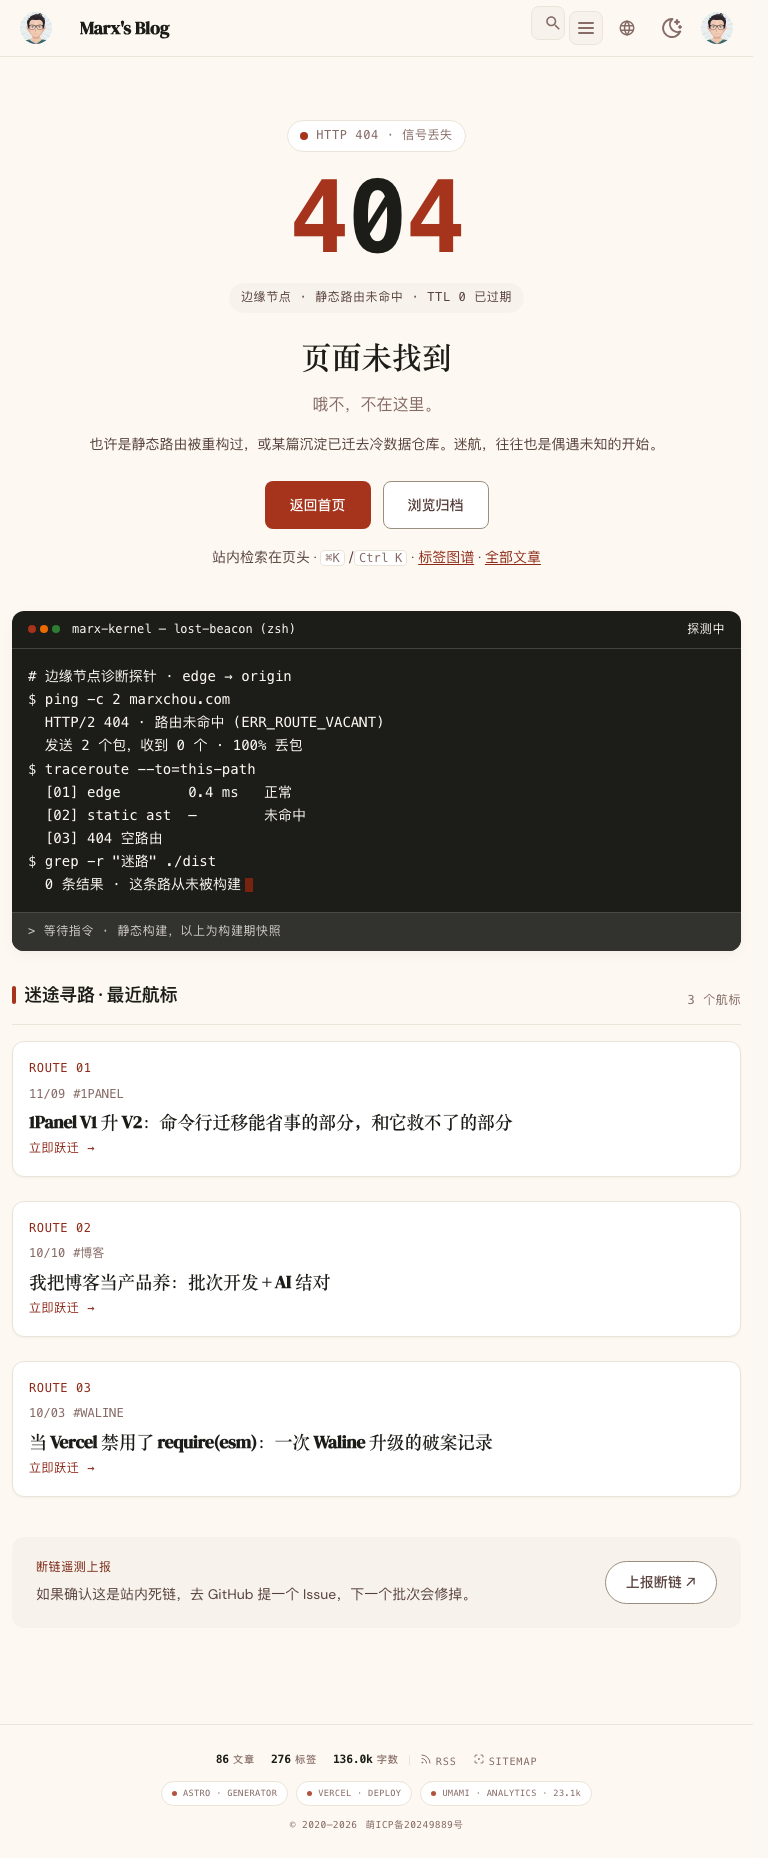 Marx's Blog
HTTP 404 · 信号丢失
404
边缘节点 · 静态路由未命中 · TTL 0 已过期
页面未找到
哦不，不在这里。
也许是静态路由被重构过，或某篇沉淀已迁去冷数据仓库。迷航，往往也是偶遇未知的开始。
返回首页 浏览归档
站内检索在页头 · ⌘K / Ctrl K · 标签图谱 · 全部文章
marx-kernel — lost-beacon (zsh) 探测中
# 边缘节点诊断探针 · edge → origin
$ ping -c 2 marxchou.com
HTTP/2 404 · 路由未命中 (ERR_ROUTE_VACANT)
发送 2 个包，收到 0 个 · 100% 丢包
$ traceroute --to=this-path
[01] edge 0.4 ms 正常
[02] static ast — 未命中
[03] 404 空路由
$ grep -r "迷路" ./dist
0 条结果 · 这条路从未被构建
> 等待指令 · 静态构建，以上为构建期快照
迷途寻路 · 最近航标 3 个航标
ROUTE 01
11/09 #1PANEL
1Panel V1 升 V2：命令行迁移能省事的部分，和它救不了的部分
立即跃迁 →
ROUTE 02
10/10 #博客
我把博客当产品养：批次开发 + AI 结对
立即跃迁 →
ROUTE 03
10/03 #WALINE
当 Vercel 禁用了 require(esm)：一次 Waline 升级的破案记录
立即跃迁 →
断链遥测上报
如果确认这是站内死链，去 GitHub 提一个 Issue，下一个批次会修掉。
上报断链 ↗
86 文章 276 标签 136.0k 字数 RSS SITEMAP
ASTRO · GENERATOR VERCEL · DEPLOY UMAMI · ANALYTICS · 23.1k
© 2020—2026 萌ICP备20249889号